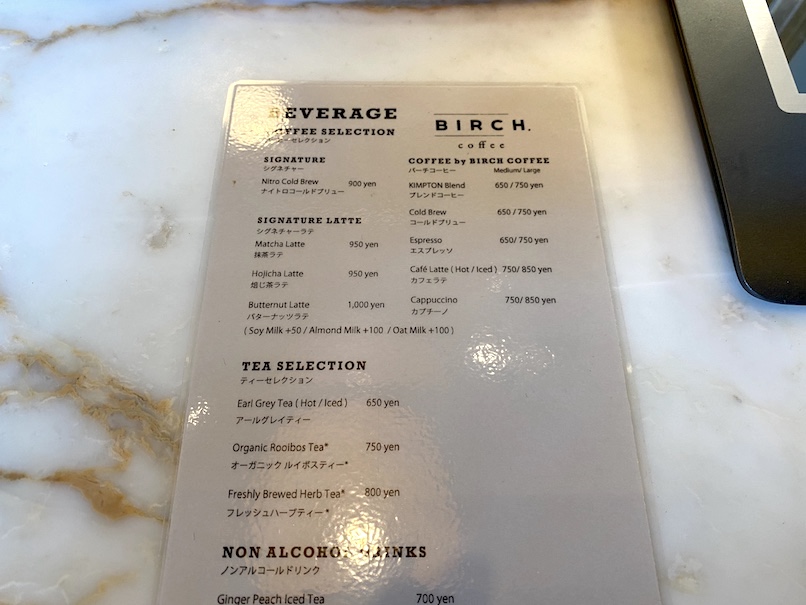 BEVERAGE
BIRCH.
coffee
COFFEE SELECTION
コーヒーセレクション
SIGNATURE
シグネチャー
Nitro Cold Brew 900 yen
ナイトロコールドブリュー
SIGNATURE LATTE
シグネチャーラテ
Matcha Latte 950 yen
抹茶ラテ
Hojicha Latte 950 yen
焙じ茶ラテ
Butternut Latte 1,000 yen
バターナッツラテ
( Soy Milk +50 / Almond Milk +100 / Oat Milk +100 )
COFFEE by BIRCH COFFEE
バーチコーヒー Medium/ Large
KIMPTON Blend 650 / 750 yen
ブレンドコーヒー
Cold Brew 650 / 750 yen
コールドブリュー
Espresso 650/ 750 yen
エスプレッソ
Café Latte ( Hot / Iced ) 750/ 850 yen
カフェラテ
Cappuccino 750/ 850 yen
カプチーノ
TEA SELECTION
ティーセレクション
Earl Grey Tea ( Hot / Iced ) 650 yen
アールグレイティー
Organic Rooibos Tea* 750 yen
オーガニック ルイボスティー*
Freshly Brewed Herb Tea* 800 yen
フレッシュハーブティー*
NON ALCOHOL DRINKS
ノンアルコールドリンク
Ginger Peach Iced Tea 700 yen